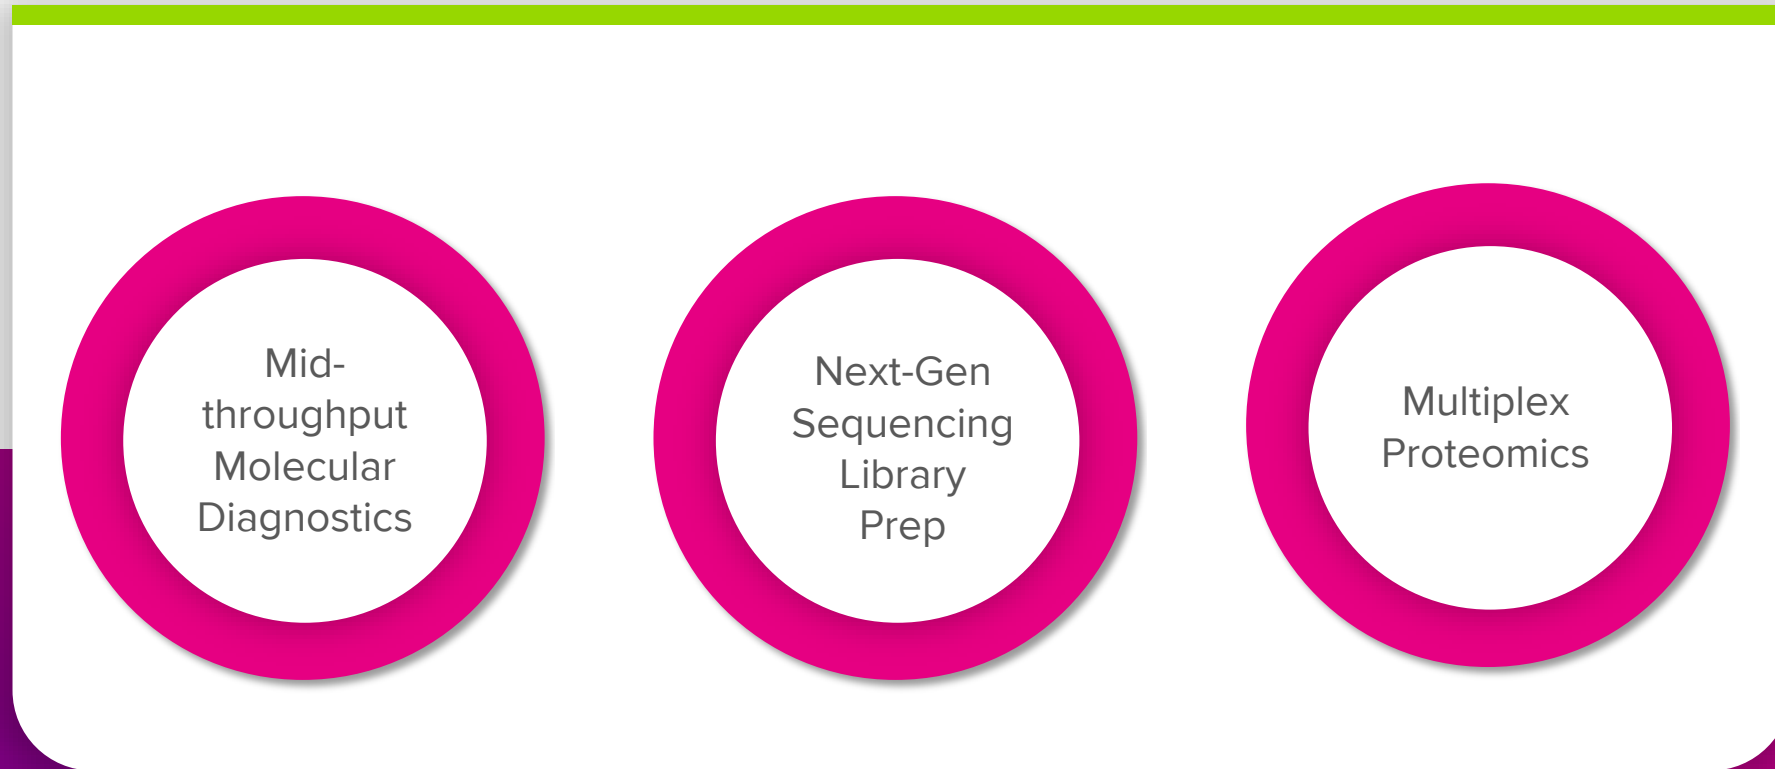 Mid-
throughput
Molecular
Diagnostics
Next-Gen
Sequencing
Library
Prep
Multiplex
Proteomics